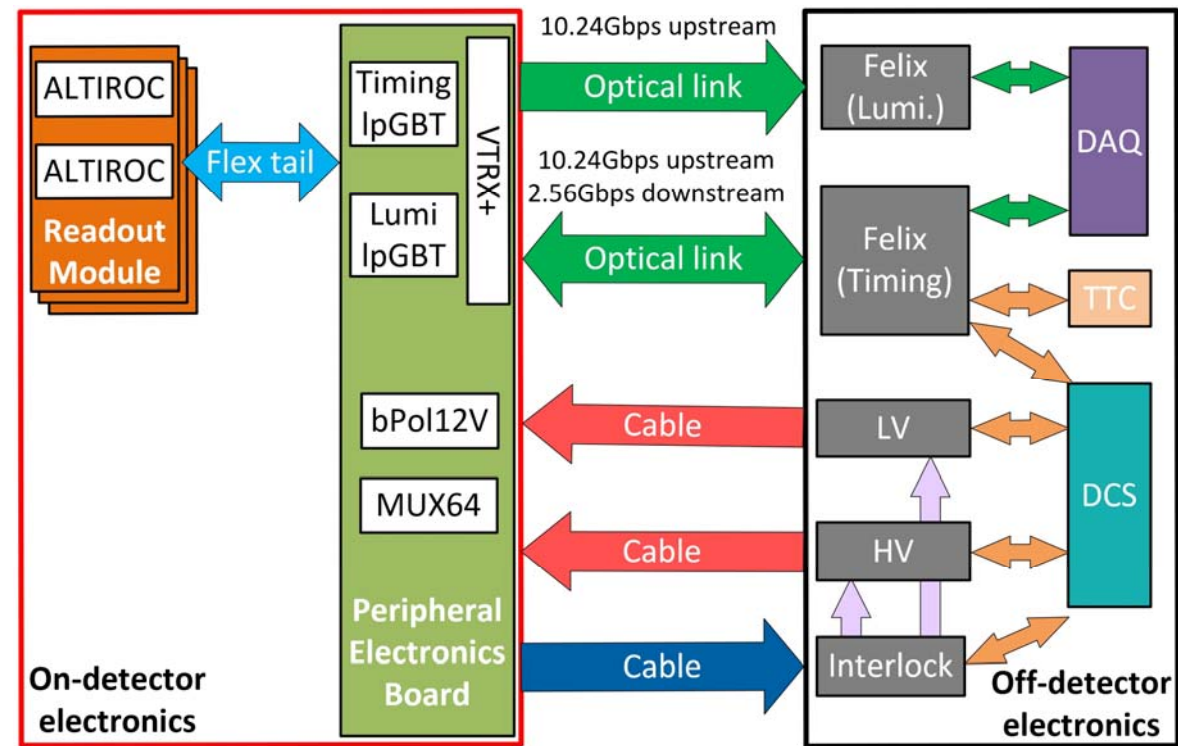 ALTIROC
ALTIROC
Readout
Module
Flex tail
Timing
lpGBT
Lumi
lpGBT
VTRX+
bPol12V
MUX64
Peripheral
Electronics
Board
On-detector
electronics
10.24Gbps upstream
Optical link
10.24Gbps upstream
2.56Gbps downstream
Optical link
Cable
Cable
Cable
Felix
(Lumi.)
Felix
(Timing)
LV
HV
Interlock
DAQ
TTC
DCS
Off-detector
electronics